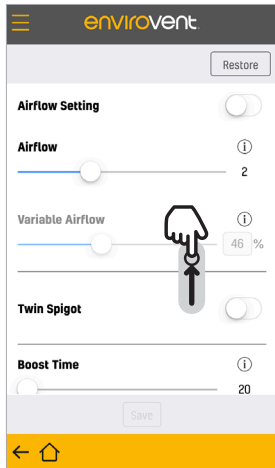 envirovent
Restore
Airflow Setting
Airflow
i
2
Variable Airflow
i
46 %
Twin Spigot
Boost Time
i
20
Save